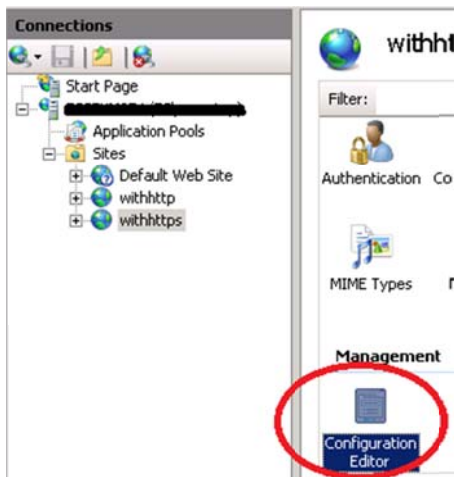 Connections
Start Page
Application Pools
Sites
Default Web Site
withhttp
withhttps
withht
Filter:
Authentication Co
MIME Types
Management
Configuration
Editor